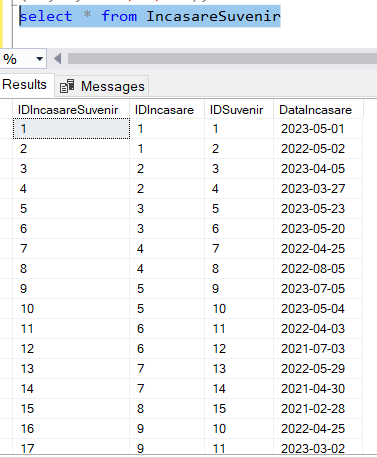 select * from IncasareSuvenir
%
Results Messages
IDIncasareSuvenir IDIncasare IDSuvenir DataIncasare
1 1 1 2023-05-01
2 1 2 2022-05-02
3 2 3 2023-04-05
4 2 4 2023-03-27
5 3 5 2023-05-23
6 3 6 2023-05-20
7 4 7 2022-04-25
8 4 8 2022-08-05
9 5 9 2023-07-05
10 5 10 2023-05-04
11 6 11 2022-04-03
12 6 12 2021-07-03
13 7 13 2022-05-29
14 7 14 2021-04-30
15 8 15 2021-02-28
16 9 10 2022-04-25
17 9 11 2023-03-02